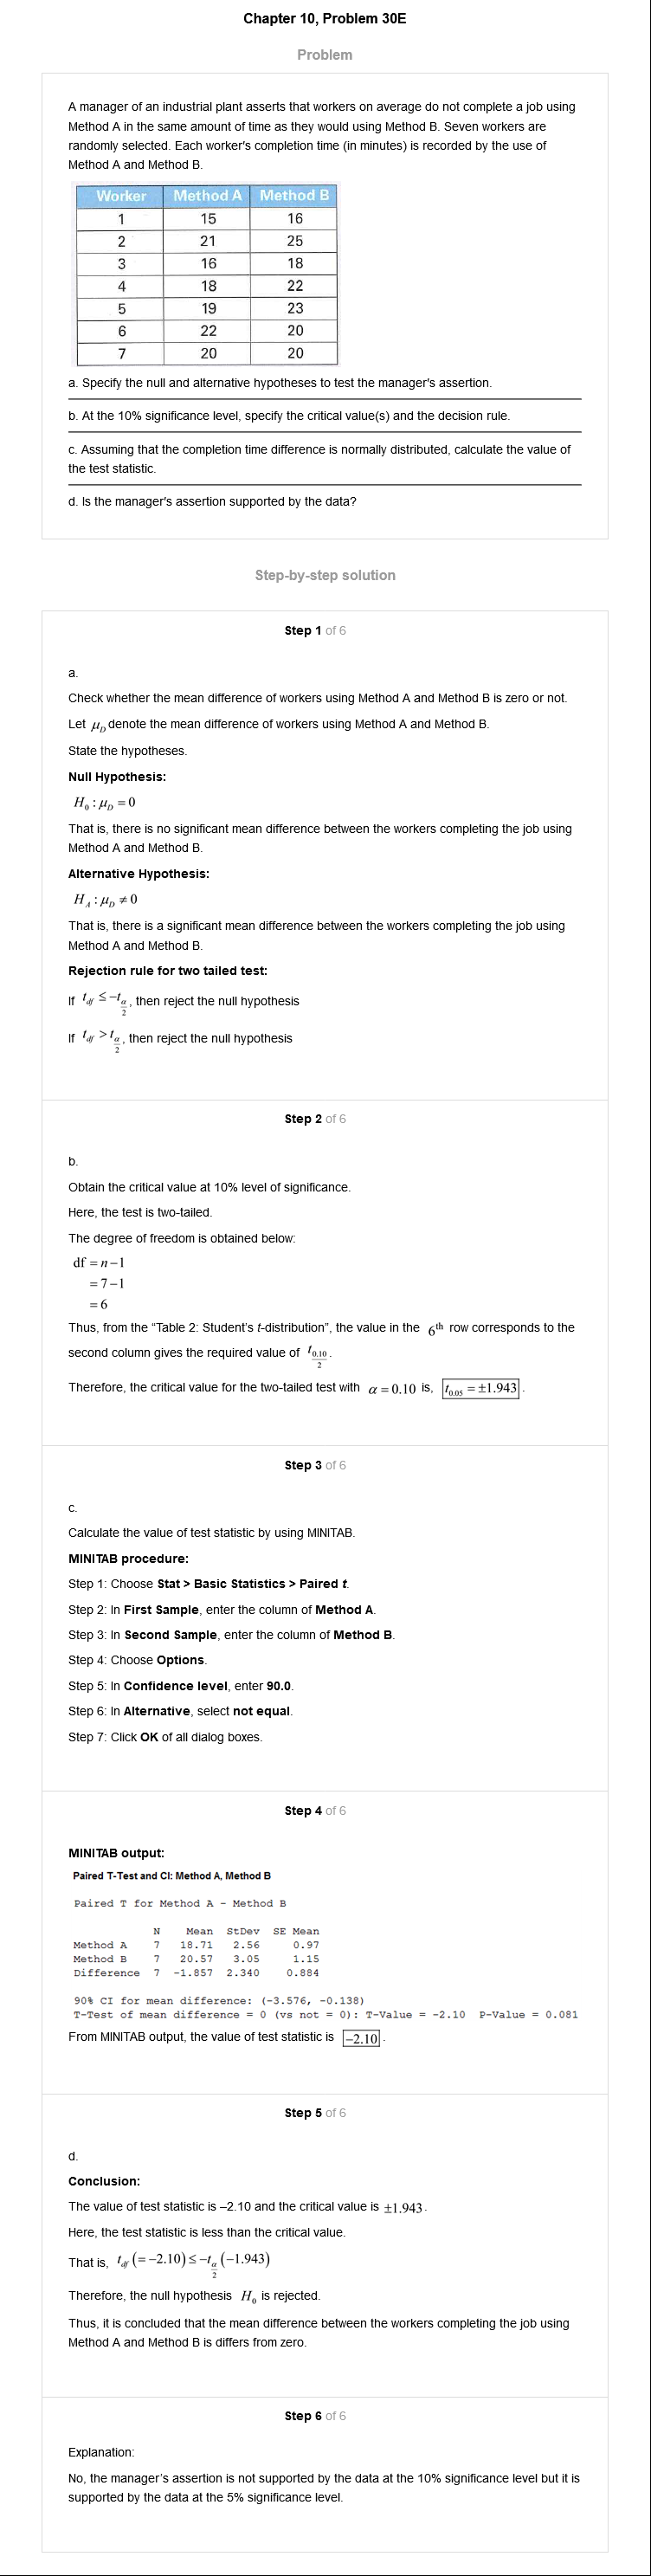 Chapter 10, Problem 30E
Problem
A manager of an industrial plant asserts that workers on average do not complete a job using
Method A in the same amount of time as they would using Method B. Seven workers are
randomly selected. Each worker's completion time (in minutes) is recorded by the use of
Method A and Method B.
Worker Method A Method B
1 15 16
2 21 25
3 16 18
4 18 22
5 19 23
6 22 20
7 20 20
a. Specify the null and alternative hypotheses to test the manager's assertion.
b. At the 10% significance level, specify the critical value(s) and the decision rule.
c. Assuming that the completion time difference is normally distributed, calculate the value of
the test statistic.
d. Is the manager's assertion supported by the data?
Step-by-step solution
Step 1 of 6
a.
Check whether the mean difference of workers using Method A and Method B is zero or not.
Let μ_D denote the mean difference of workers using Method A and Method B.
State the hypotheses.
Null Hypothesis:
H_0 : μ_D = 0
That is, there is no significant mean difference between the workers completing the job using
Method A and Method B.
Alternative Hypothesis:
H_A : μ_D ≠ 0
That is, there is a significant mean difference between the workers completing the job using
Method A and Method B.
Rejection rule for two tailed test:
If t_df ≤ −t_{α/2}, then reject the null hypothesis
If t_df > t_{α/2}, then reject the null hypothesis
Step 2 of 6
b.
Obtain the critical value at 10% level of significance.
Here, the test is two-tailed.
The degree of freedom is obtained below:
df = n−1
= 7−1
= 6
Thus, from the “Table 2: Student’s t-distribution”, the value in the 6th row corresponds to the
second column gives the required value of t_{0.10/2}.
Therefore, the critical value for the two-tailed test with α = 0.10 is, t_{0.05} = ±1.943.
Step 3 of 6
c.
Calculate the value of test statistic by using MINITAB.
MINITAB procedure:
Step 1: Choose Stat > Basic Statistics > Paired t.
Step 2: In First Sample, enter the column of Method A.
Step 3: In Second Sample, enter the column of Method B.
Step 4: Choose Options.
Step 5: In Confidence level, enter 90.0.
Step 6: In Alternative, select not equal.
Step 7: Click OK of all dialog boxes.
Step 4 of 6
MINITAB output:
Paired T-Test and CI: Method A, Method B
Paired T for Method A - Method B
N Mean StDev SE Mean
Method A 7 18.71 2.56 0.97
Method B 7 20.57 3.05 1.15
Difference 7 -1.857 2.340 0.884
90% CI for mean difference: (-3.576, -0.138)
T-Test of mean difference = 0 (vs not = 0): T-Value = -2.10 P-Value = 0.081
From MINITAB output, the value of test statistic is −2.10.
Step 5 of 6
d.
Conclusion:
The value of test statistic is –2.10 and the critical value is ±1.943.
Here, the test statistic is less than the critical value.
That is, t_df (= −2.10) ≤ −t_{α/2} (−1.943)
Therefore, the null hypothesis H_0 is rejected.
Thus, it is concluded that the mean difference between the workers completing the job using
Method A and Method B is differs from zero.
Step 6 of 6
Explanation:
No, the manager’s assertion is not supported by the data at the 10% significance level but it is
supported by the data at the 5% significance level.